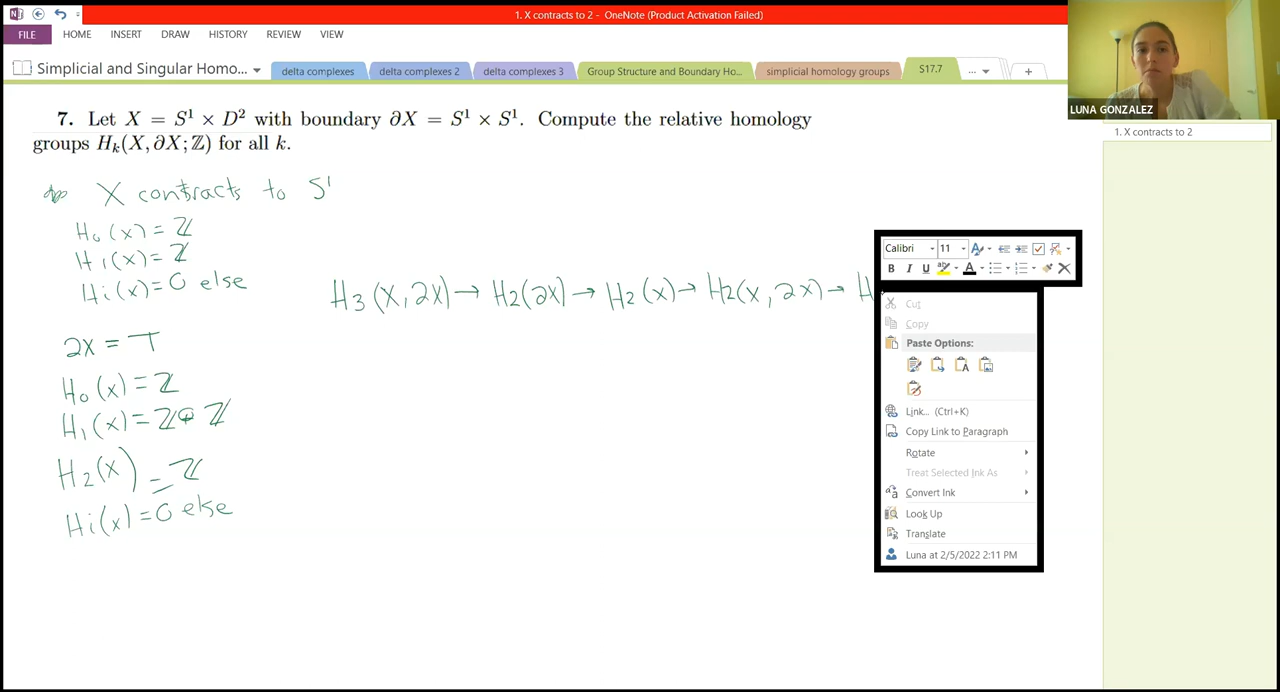 1. X contracts to 2 - OneNote (Product Activation Failed)
FILE HOME INSERT DRAW HISTORY REVIEW VIEW
Simplicial and Singular Homo... delta complexes delta complexes 2 delta complexes 3 Group Structure and Boundary Ho... simplicial homology groups S17.7 ... +
LUNA GONZALEZ
1. X contracts to 2
7. Let X = S¹ × D² with boundary ∂X = S¹ × S¹. Compute the relative homology
groups Hₖ(X, ∂X; ℤ) for all k.
X contracts to S¹
H₀(x) = ℤ
H₁(x) = ℤ
Hi(x) = 0 else
H₃(X, ∂X) → H₂(∂X) → H₂(X) → H₂(X, ∂X) → H
∂X = T
H₀(x) = ℤ
H₁(x) = ℤ⊕ℤ
H₂(x) = ℤ
Hi(x) = 0 else
Calibri 11
B I U ab A
Cut
Copy
Paste Options:
Link... (Ctrl+K)
Copy Link to Paragraph
Rotate
Treat Selected Ink As
Convert Ink
Look Up
Translate
Luna at 2/5/2022 2:11 PM